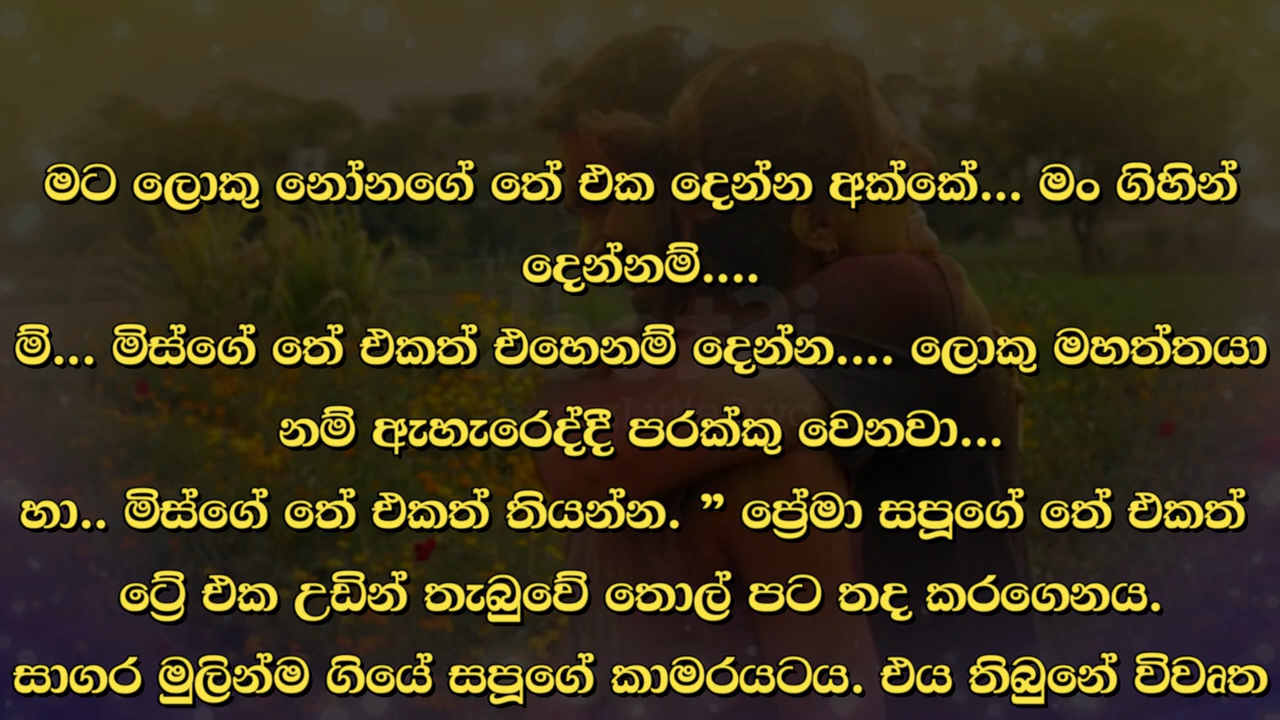 මට ලොකු නෝනගේ තේ එක දෙන්න අක්කේ... මං ගිහින්
දෙන්නම්....
ම්... මිස්ගේ තේ එකත් එහෙනම් දෙන්න.... ලොකු මහත්තයා
නම් ඇහැරෙද්දී පරක්කු වෙනවා...
හා.. මිස්ගේ තේ එකත් තියන්න. ” ප්‍රේමා සපූගේ තේ එකත්
ට්‍රේ එක උඩින් තැබුවේ තොල් පට තද කරගෙනය.
සාගර මුලින්ම ගියේ සපූගේ කාමරයටය. එය තිබුනේ විවෘත